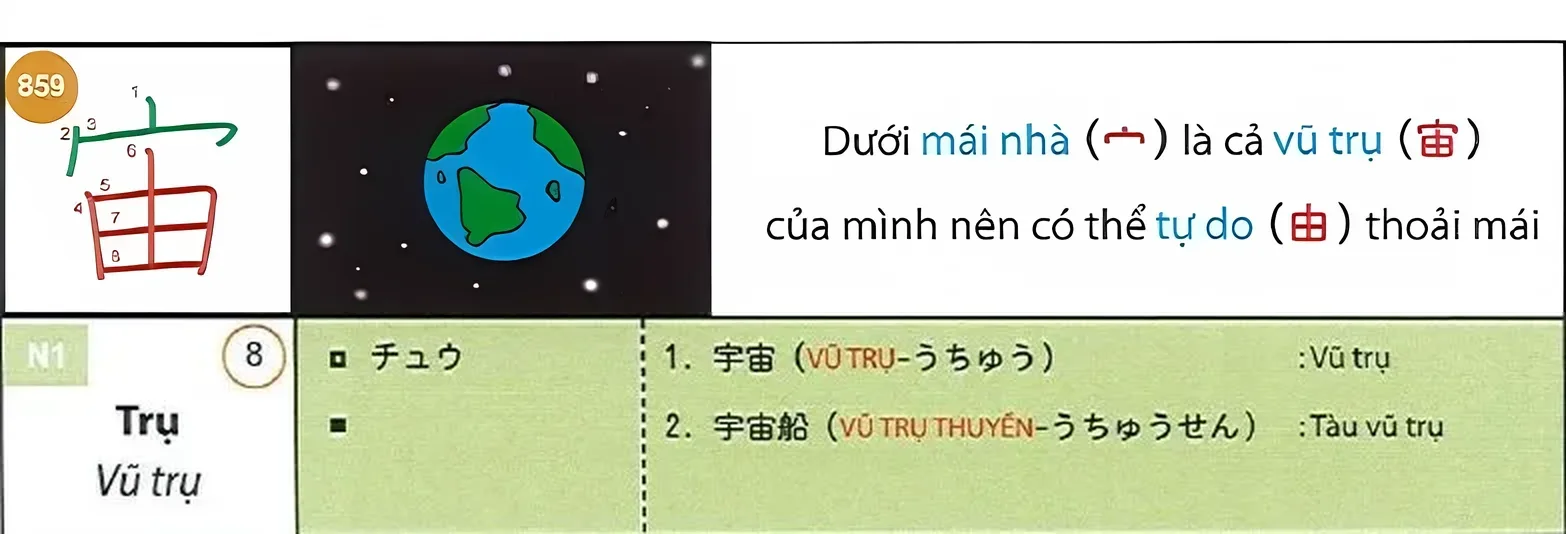 859
1
2 3
6
5
4
7
8
Dưới mái nhà (宀) là cả vũ trụ (宙)
của mình nên có thể tự do (由) thoải mái
N1
8
Trụ
Vũ trụ
チュウ
1. 宇宙 (VŨ TRỤ-うちゅう) : Vũ trụ
2. 宇宙船 (VŨ TRỤ THUYỀN-うちゅうせん) : Tàu vũ trụ